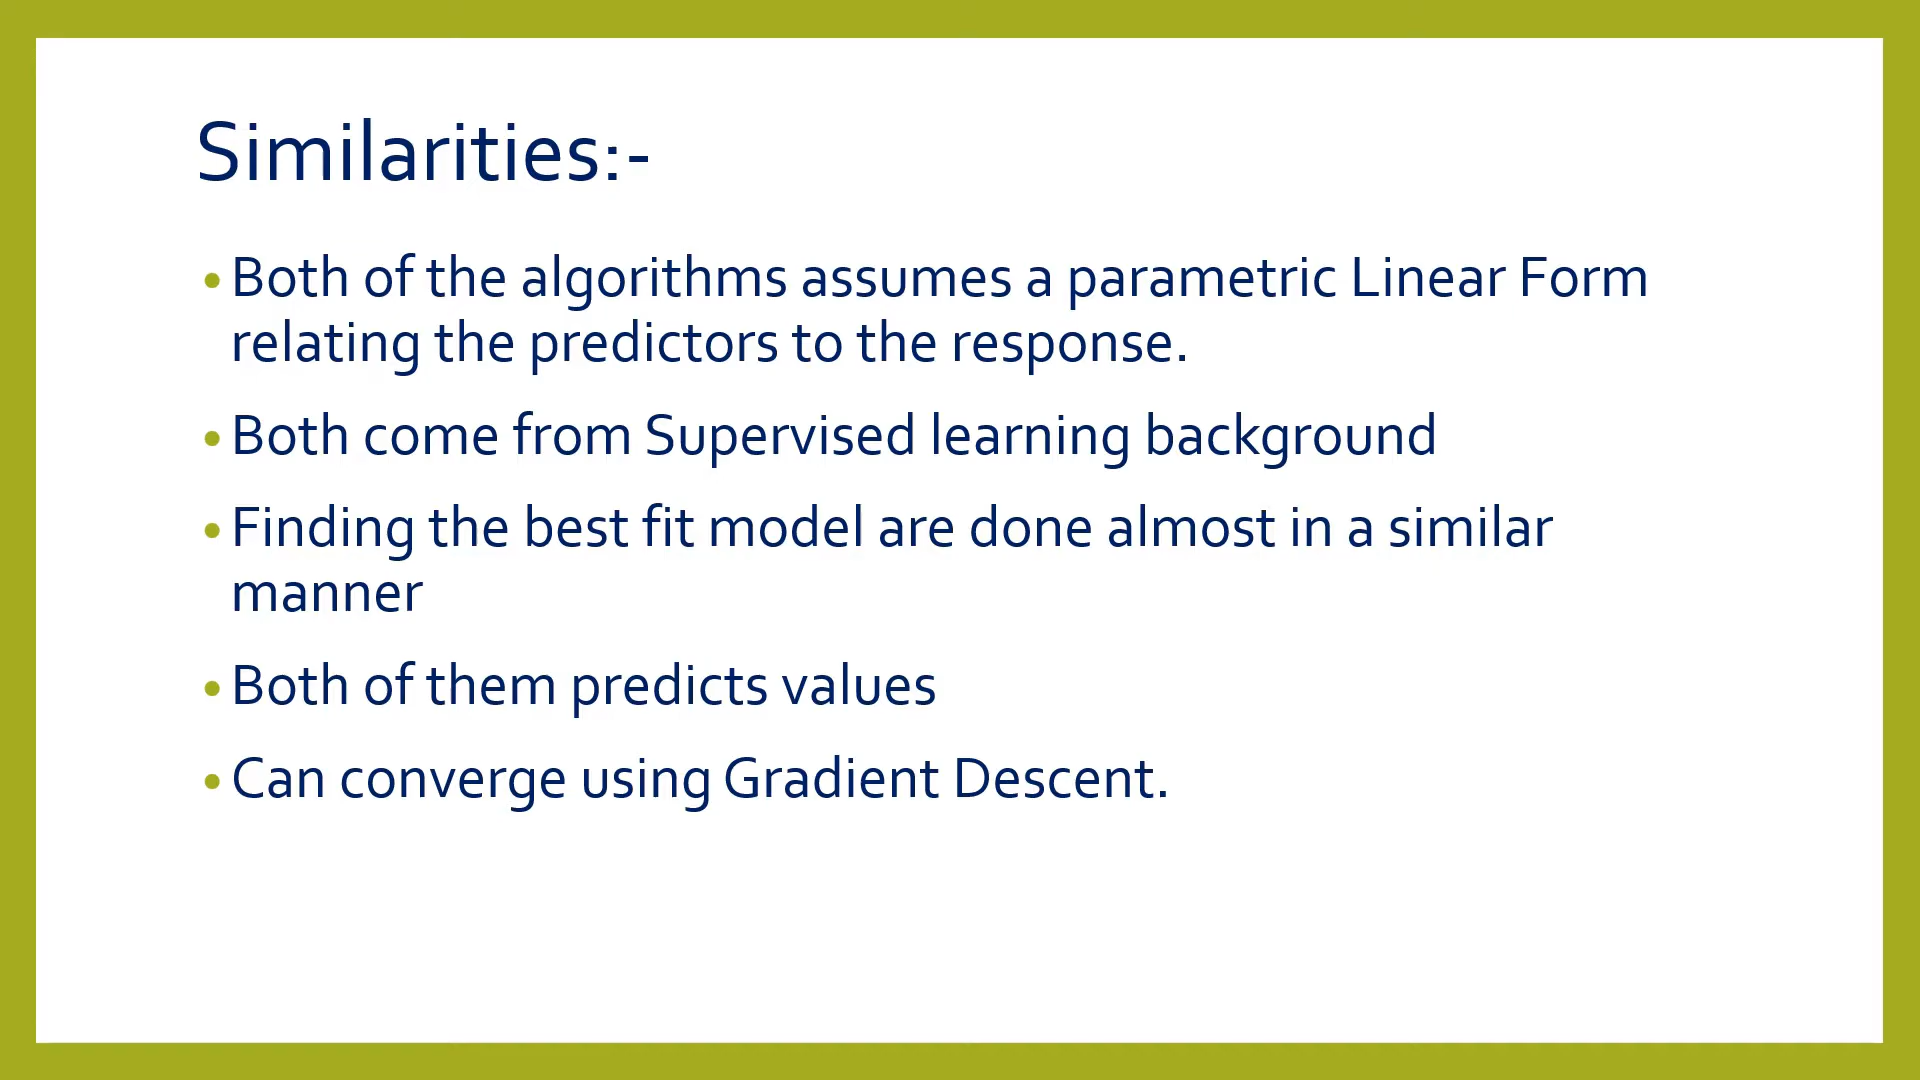 Similarities:-
• Both of the algorithms assumes a parametric Linear Form
relating the predictors to the response.
• Both come from Supervised learning background
• Finding the best fit model are done almost in a similar
manner
• Both of them predicts values
• Can converge using Gradient Descent.